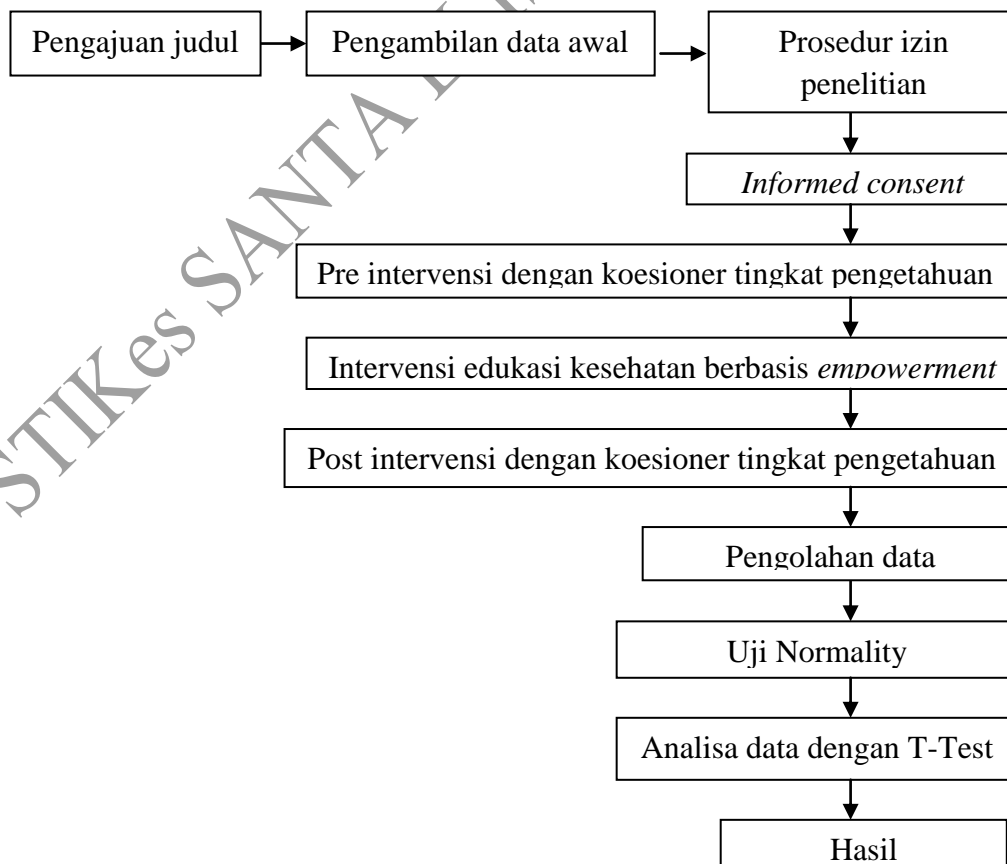 Pengajuan judul
Pengambilan data awal
Prosedur izin
penelitian
Informed consent
Pre intervensi dengan koesioner tingkat pengetahuan
Intervensi edukasi kesehatan berbasis empowerment
Post intervensi dengan koesioner tingkat pengetahuan
Pengolahan data
Uji Normality
Analisa data dengan T-Test
Hasil
STIKes SANTA